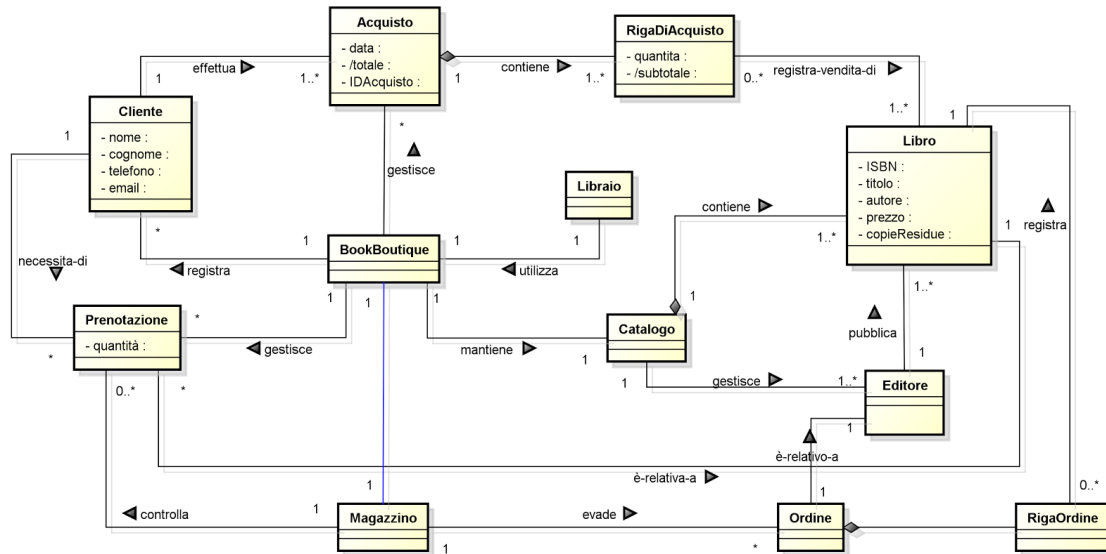 Acquisto
- data :
- /totale :
- IDAcquisto :
RigaDiAcquisto
- quantita :
- /subtotale :
1
effettua
1..*
1
contiene
1..*
0..*
registra-vendita-di
1..*
Cliente
- nome :
- cognome :
- telefono :
- email :
1
*
*
gestisce
Libraio
1
Libro
- ISBN :
- titolo :
- autore :
- prezzo :
- copieResidue :
1
contiene
1..*
1
registra
1
registra
BookBoutique
1
utilizza
1
necessita-di
1..*
pubblica
1
Prenotazione
- quantità :
*
*
gestisce
1
1
1
mantiene
1
Catalogo
1
gestisce
1..*
Editore
1
0..*
*
è-relativo-a
è-relativa-a
1
1
0..*
controlla
1
Magazzino
1
evade
*
Ordine
RigaOrdine